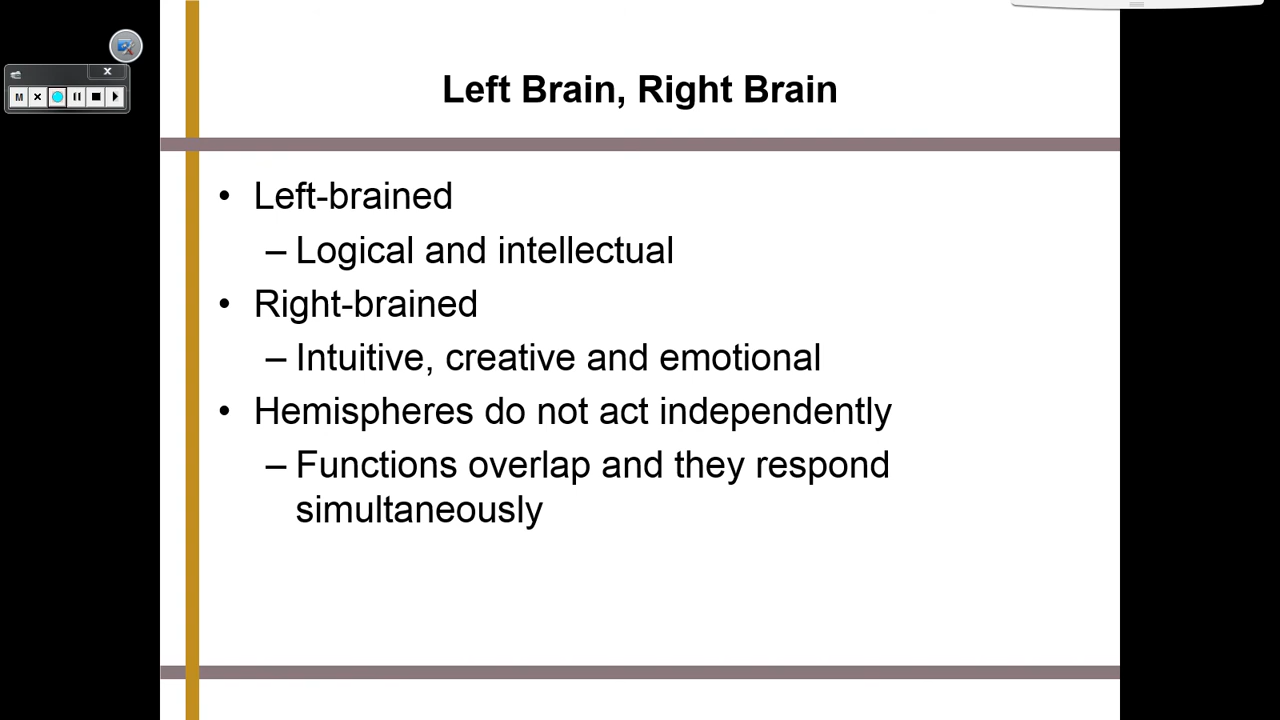 Left Brain, Right Brain
M
• Left-brained
– Logical and intellectual
• Right-brained
– Intuitive, creative and emotional
• Hemispheres do not act independently
– Functions overlap and they respond
simultaneously